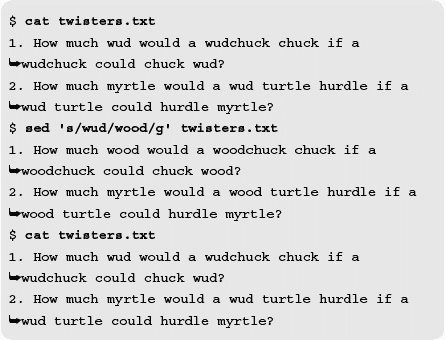 $ cat twisters.txt
1. How much wud would a wudchuck chuck if a
➥wudchuck could chuck wud?
2. How much myrtle would a wud turtle hurdle if a
➥wud turtle could hurdle myrtle?
$ sed 's/wud/wood/g' twisters.txt
1. How much wood would a woodchuck chuck if a
➥woodchuck could chuck wood?
2. How much myrtle would a wood turtle hurdle if a
➥wood turtle could hurdle myrtle?
$ cat twisters.txt
1. How much wud would a wudchuck chuck if a
➥wudchuck could chuck wud?
2. How much myrtle would a wud turtle hurdle if a
➥wud turtle could hurdle myrtle?